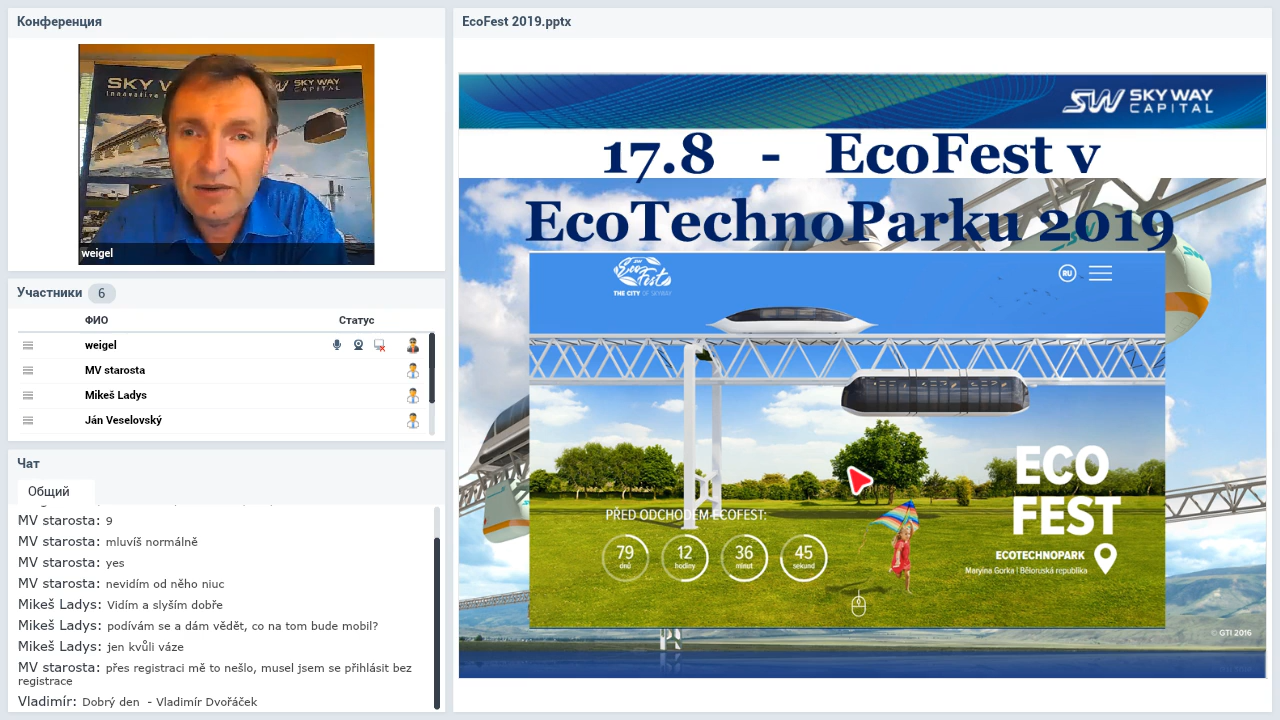 Конференция
SKY W
Innovative
W
SKY WAY
CAPITAL
weigel
Участники 6
ФИО Статус
weigel
MV starosta
Mikeš Ladys
Ján Veselovský
Чат
Общий
MV starosta: 9
MV starosta: mluvíš normálně
MV starosta: yes
MV starosta: nevidím od něho niuc
Mikeš Ladys: Vidím a slyším dobře
Mikeš Ladys: podívám se a dám vědět, co na tom bude mobil?
Mikeš Ladys: jen kvůli váze
MV starosta: přes registraci mě to nešlo, musel jsem se přihlásit bez
registrace
Vladimír: Dobrý den - Vladimír Dvořáček
EcoFest 2019.pptx
SW SKY WAY
CAPITAL
17.8 - EcoFest v
EcoTechnoParku 2019
SW
EcoFest
THE CITY OF SKYWAY
RU
ECO
FEST
PŘED ODCHODEM ECOFEST:
79 12 36 45
dnů hodiny minut sekund
ECOTECHNOPARK
Maryina Gorka | Běloruská republika
© GTI 2016